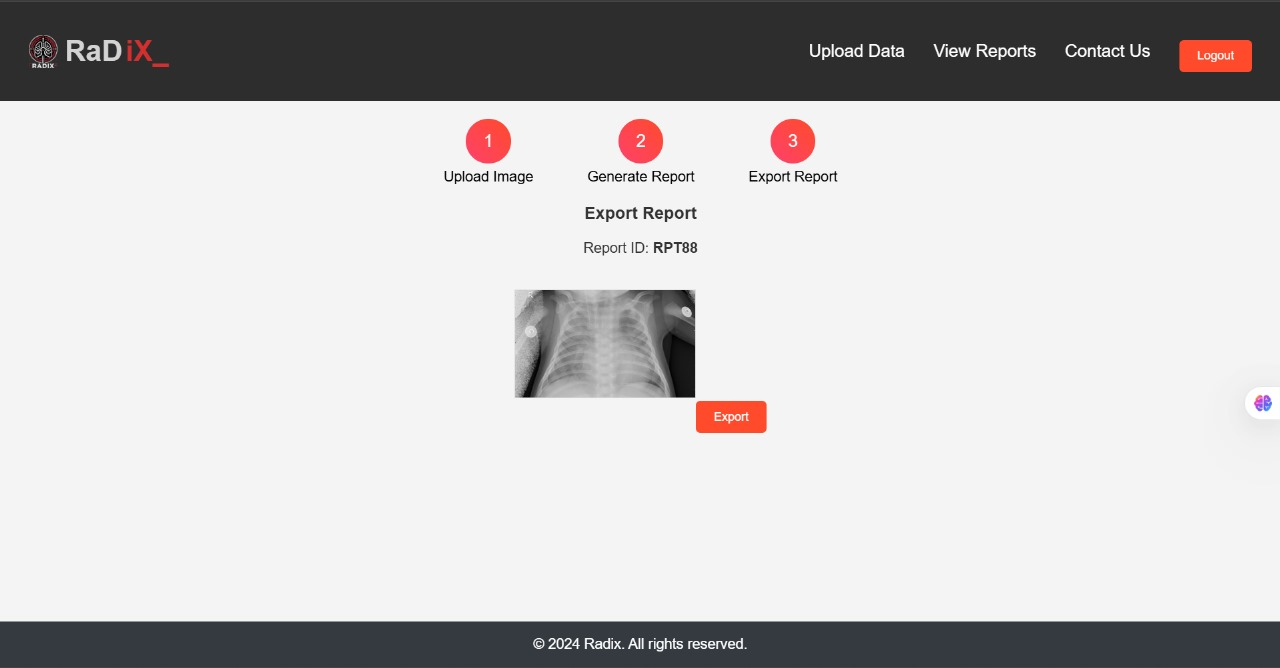 RADIX
RaDiX_
Upload Data
View Reports
Contact Us
Logout
1
2
3
Upload Image
Generate Report
Export Report
Export Report
Report ID: RPT88
Export
© 2024 Radix. All rights reserved.